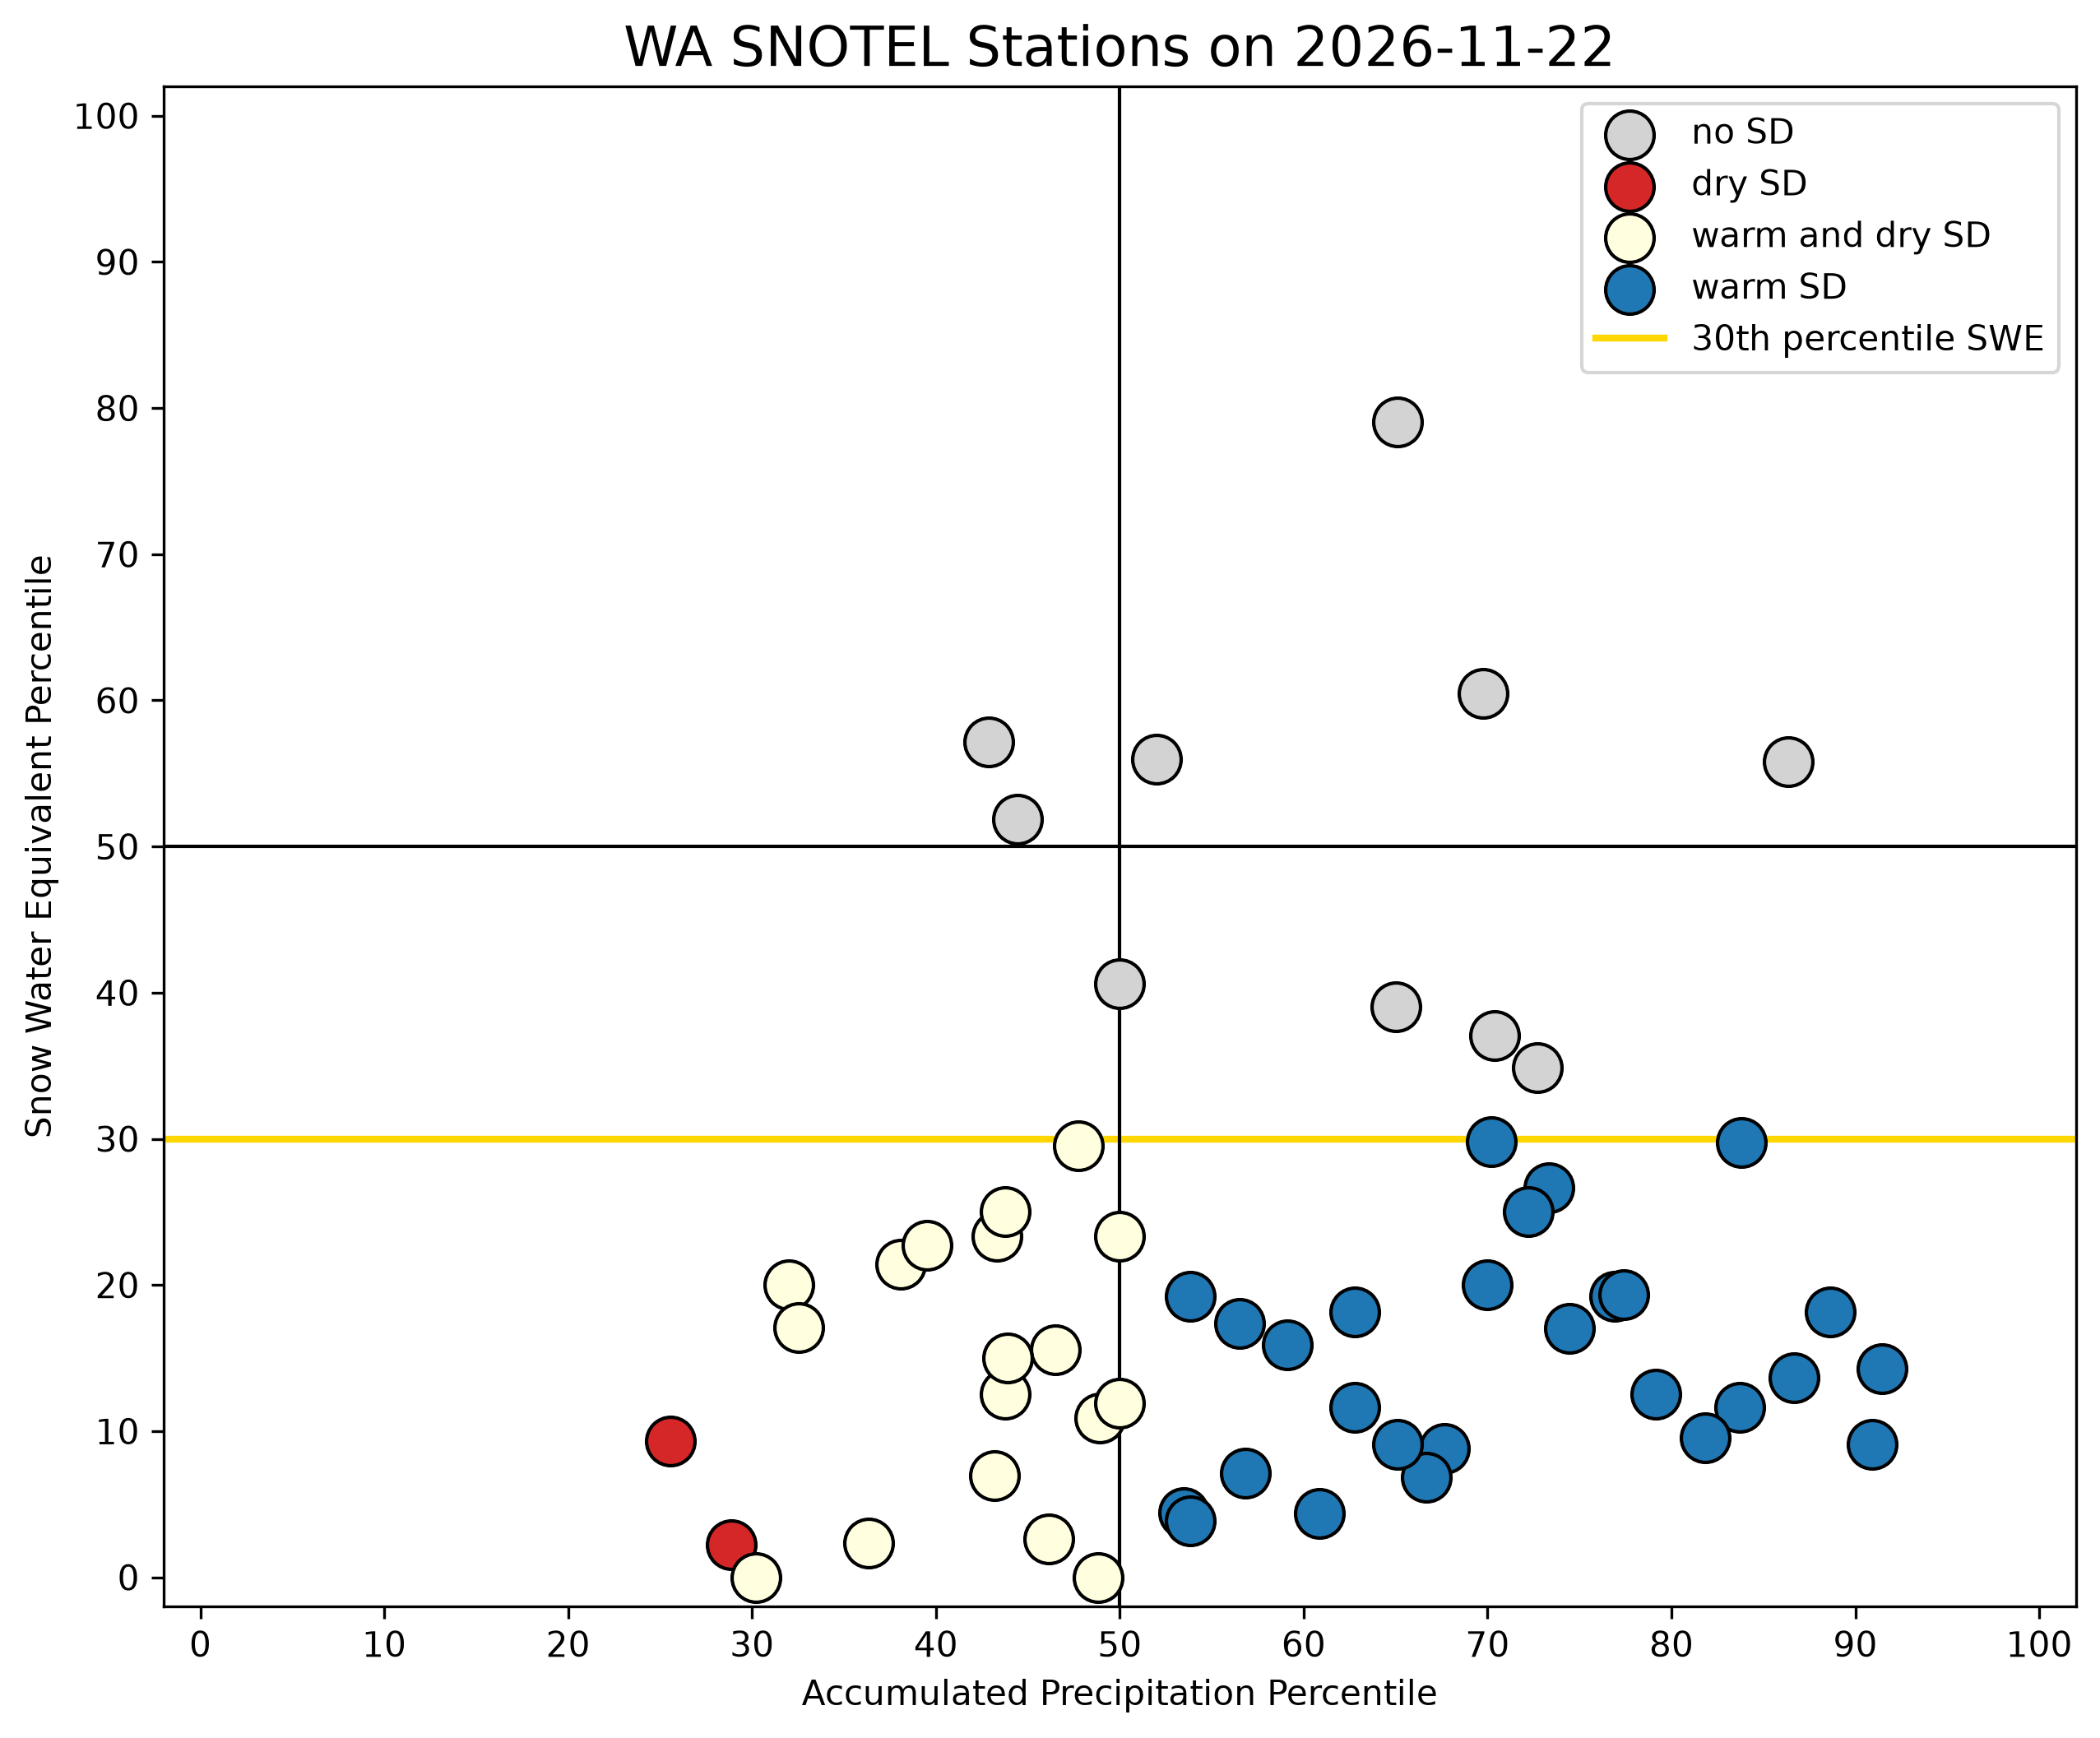 WA SNOTEL Stations on 2026-11-22
no SD
dry SD
warm and dry SD
warm SD
30th percentile SWE
100
90
80
70
60
50
40
30
20
10
0
Snow Water Equivalent Percentile
0 10 20 30 40 50 60 70 80 90 100
Accumulated Precipitation Percentile